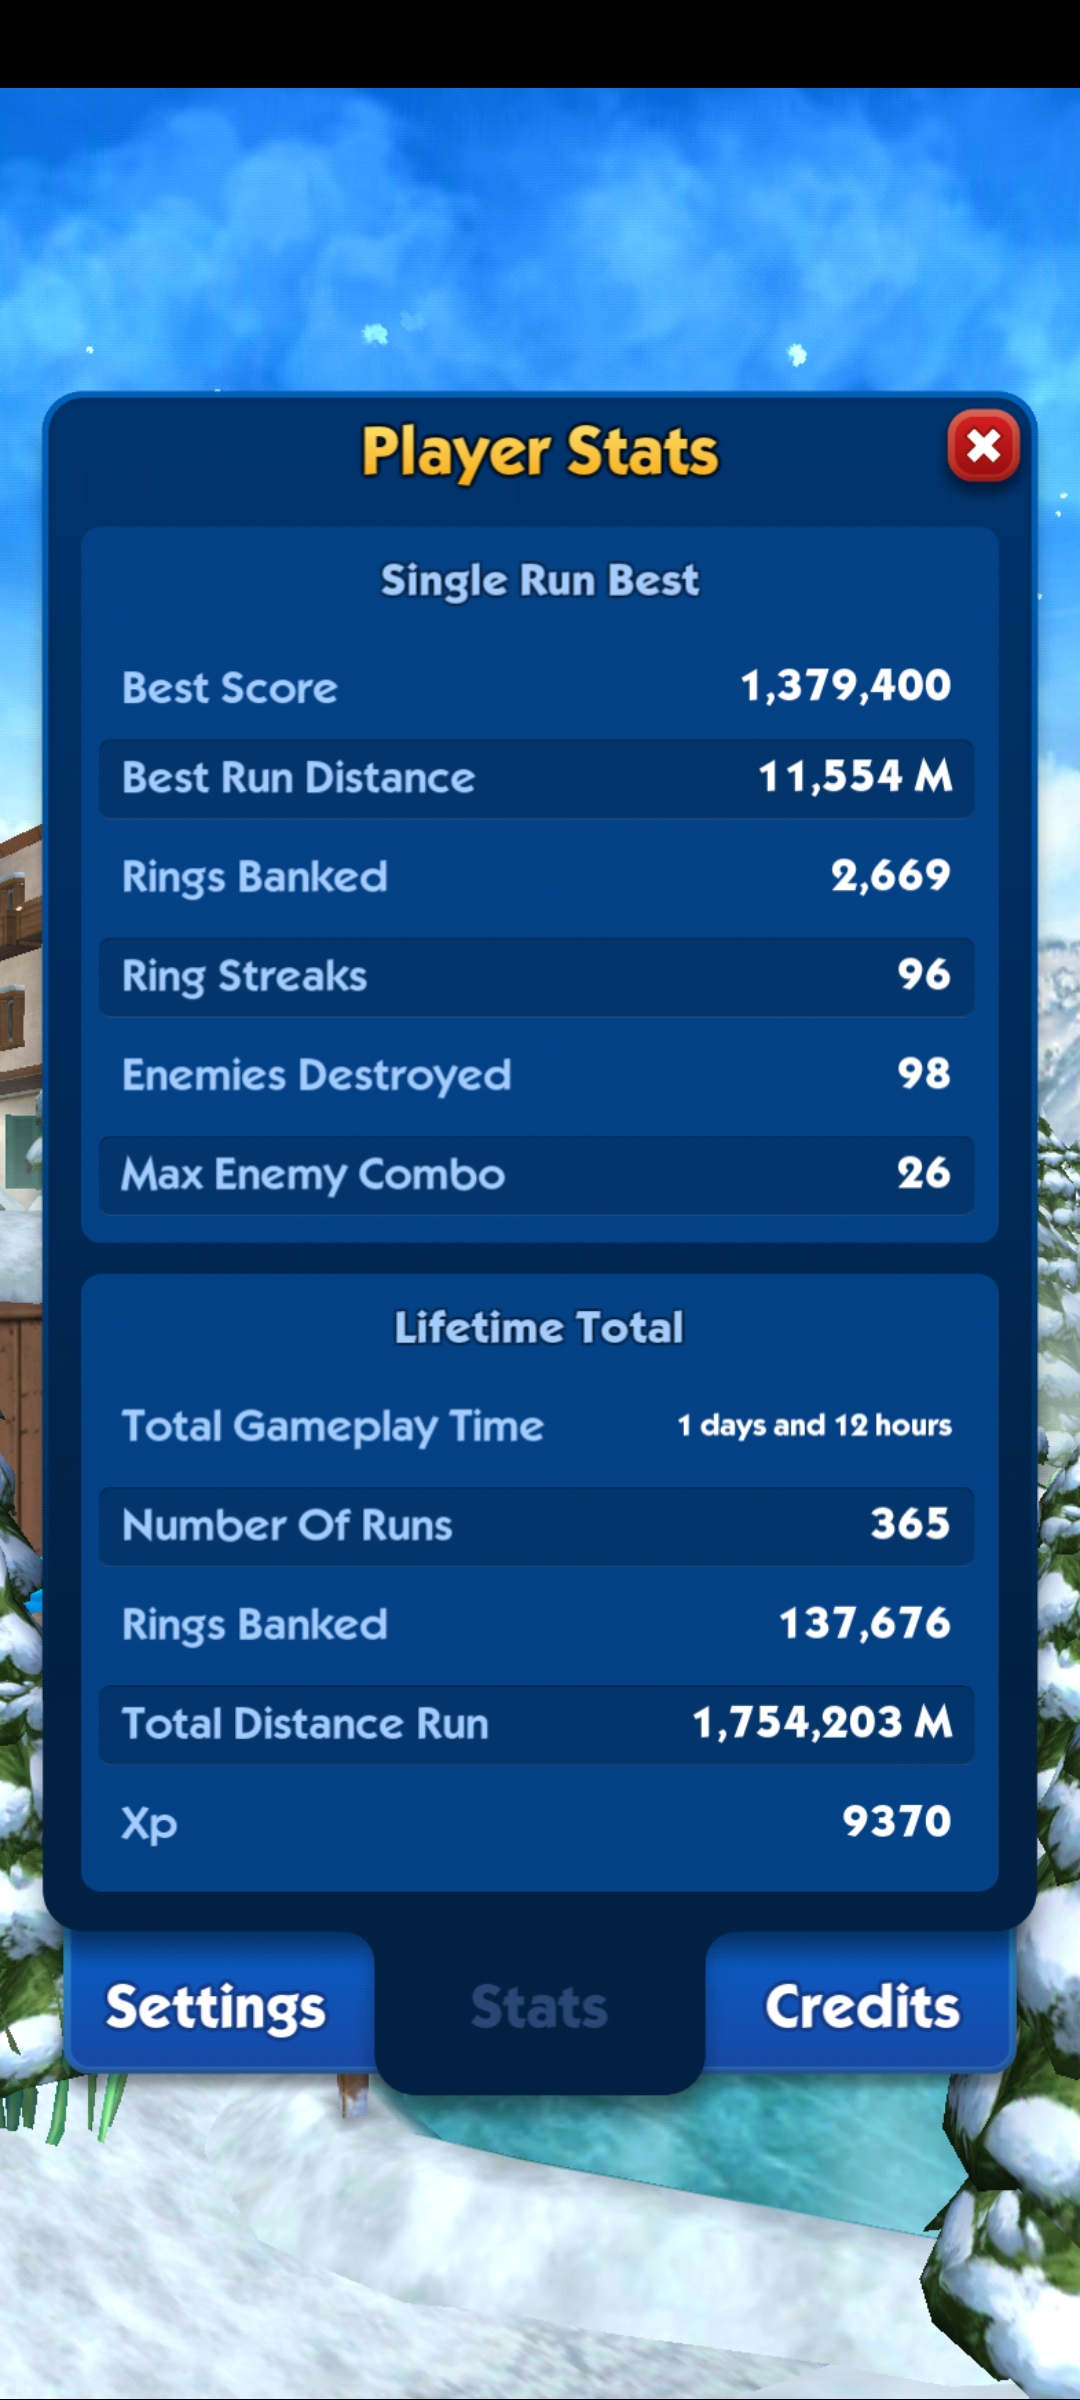 Player Stats
Single Run Best
Best Score 1,379,400
Best Run Distance 11,554 M
Rings Banked 2,669
Ring Streaks 96
Enemies Destroyed 98
Max Enemy Combo 26
Lifetime Total
Total Gameplay Time 1 days and 12 hours
Number Of Runs 365
Rings Banked 137,676
Total Distance Run 1,754,203 M
Xp 9370
Settings Stats Credits